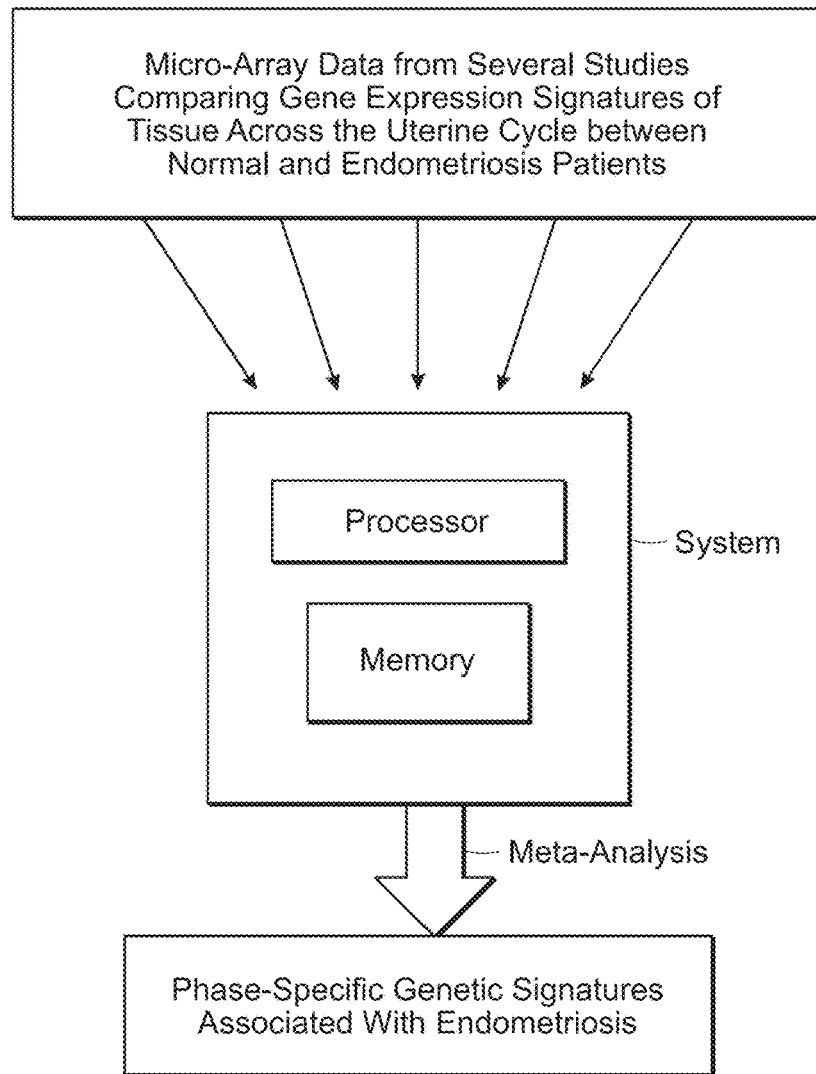 Micro-Array Data from Several Studies
Comparing Gene Expression Signatures of
Tissue Across the Uterine Cycle between
Normal and Endometriosis Patients
Processor
System
Memory
Meta-Analysis
Phase-Specific Genetic Signatures
Associated With Endometriosis